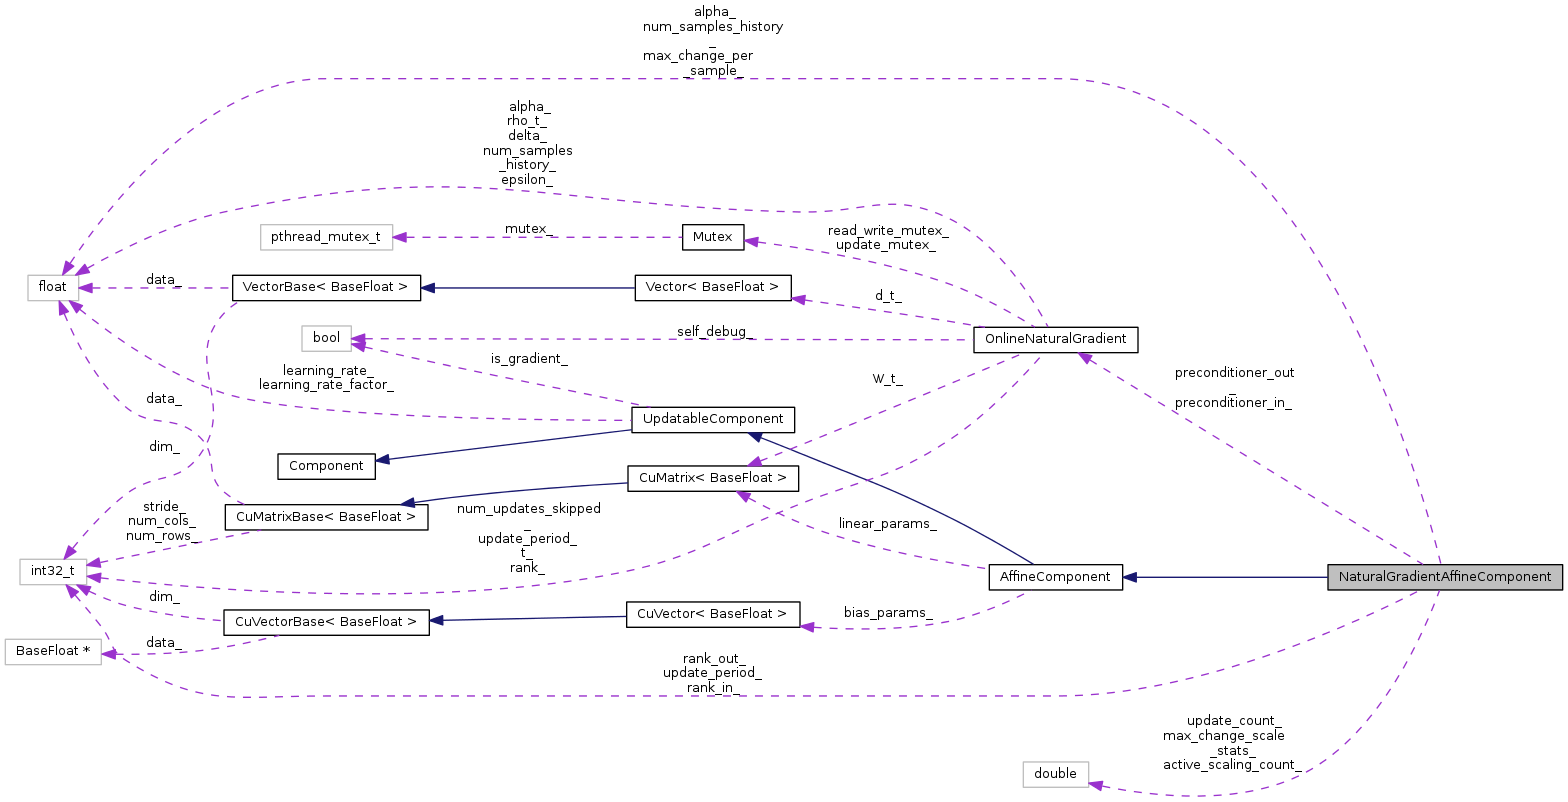 alpha_
num_samples_history
_
max_change_per
_sample_
alpha_
rho_t_
delta_
num_samples
_history_
epsilon_
pthread_mutex_t
mutex_
Mutex
read_write_mutex_
update_mutex_
float
data_
VectorBase< BaseFloat >
Vector< BaseFloat >
d_t_
bool
self_debug_
OnlineNaturalGradient
is_gradient_
learning_rate_
learning_rate_factor_
W_t_
preconditioner_out
_
preconditioner_in_
data_
UpdatableComponent
dim_
Component
CuMatrix< BaseFloat >
stride_
num_cols_
num_rows_
CuMatrixBase< BaseFloat >
num_updates_skipped
_
update_period_
t_
rank_
linear_params_
int32_t
AffineComponent
NaturalGradientAffineComponent
dim_
CuVectorBase< BaseFloat >
CuVector< BaseFloat >
bias_params_
BaseFloat *
data_
rank_out_
update_period_
rank_in_
update_count_
max_change_scale
_stats_
active_scaling_count_
double